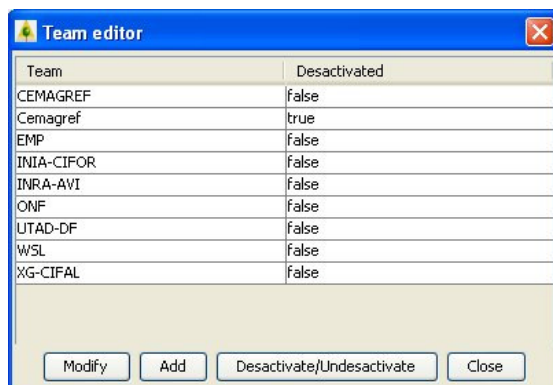 Team editor
Team Desactivated
CEMAGREF false
Cemagref true
EMP false
INIA-CIFOR false
INRA-AVI false
ONF false
UTAD-DF false
WSL false
XG-CIFAL false
Modify Add Desactivate/Undesactivate Close